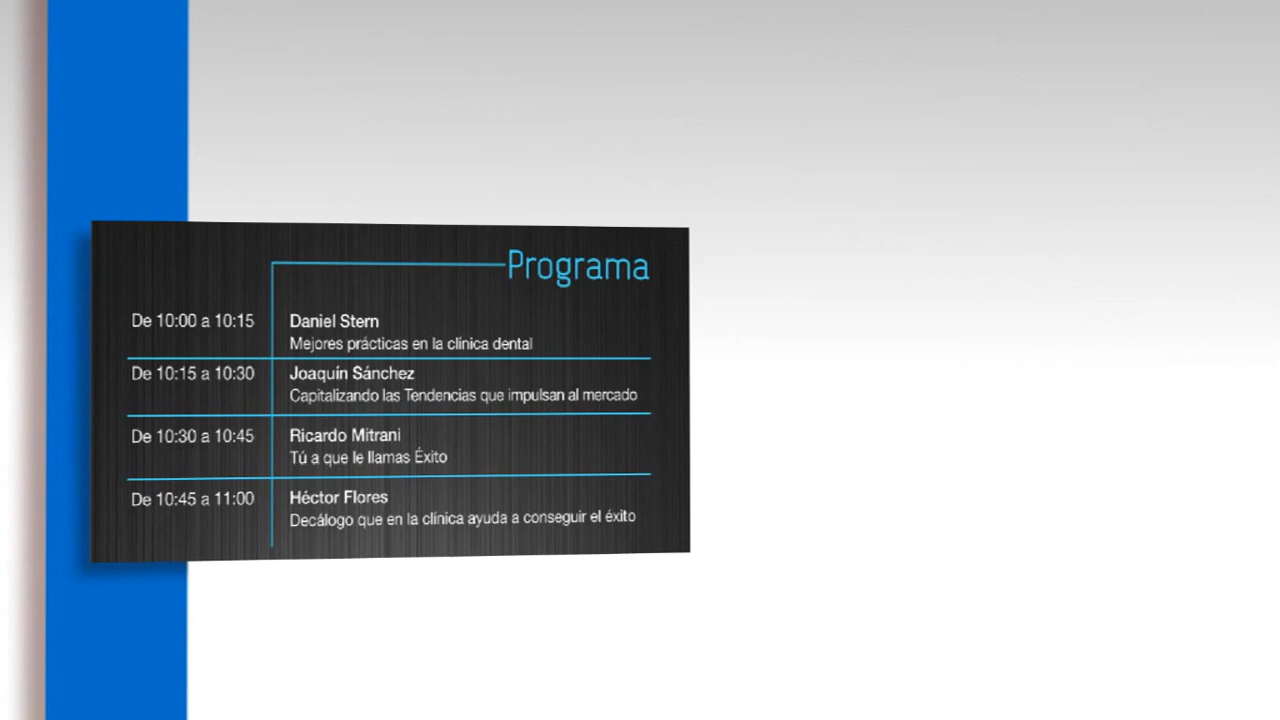 Programa
De 10:00 a 10:15
Daniel Stern
Mejores prácticas en la clínica dental
De 10:15 a 10:30
Joaquín Sánchez
Capitalizando las Tendencias que impulsan al mercado
De 10:30 a 10:45
Ricardo Mitrani
Tú a que le llamas Éxito
De 10:45 a 11:00
Héctor Flores
Decálogo que en la clínica ayuda a conseguir el éxito